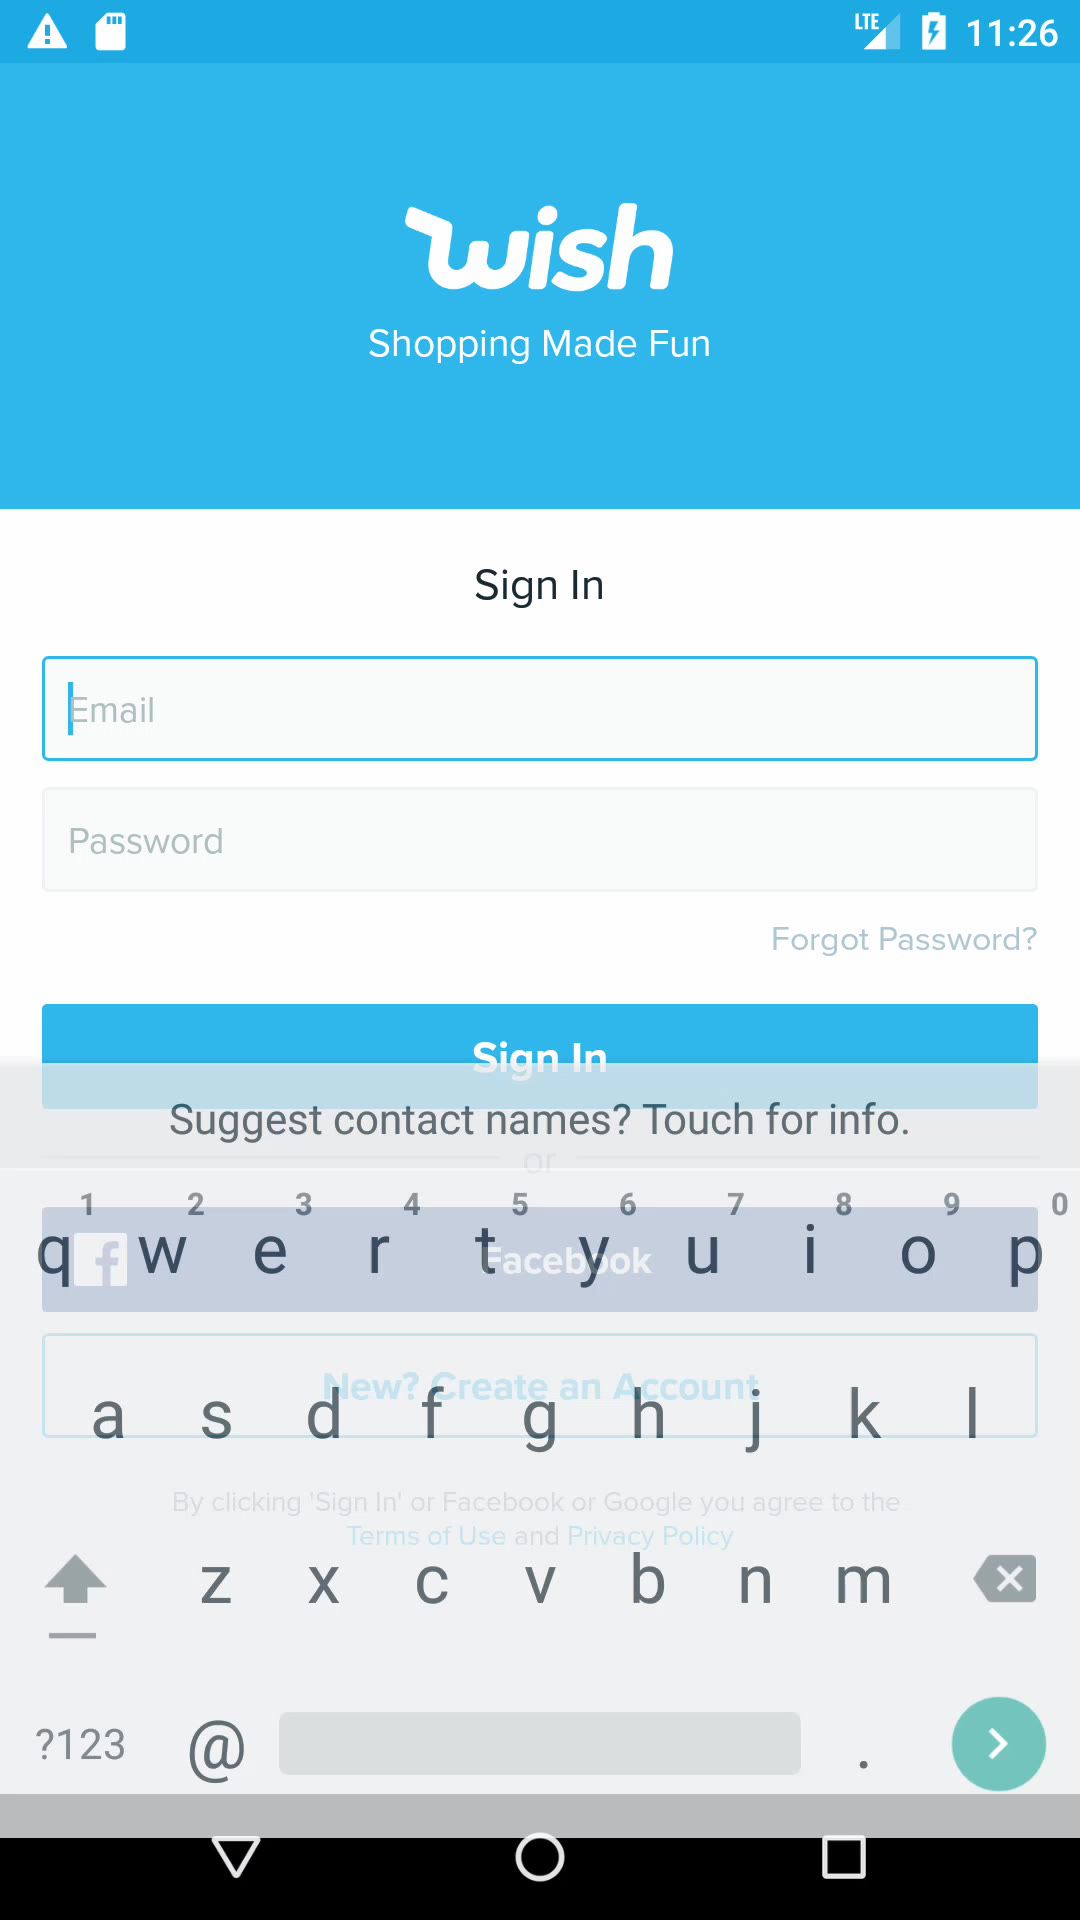 LTE 11:26
wish
Shopping Made Fun
Sign In
Email
Password
Forgot Password?
Sign In
Suggest contact names? Touch for info.
or
1 2 3 4 5 6 7 8 9 0
q w e r t y u i o p
Facebook
New? Create an Account
a s d f g h j k l
By clicking 'Sign In' or Facebook or Google you agree to the
Terms of Use and Privacy Policy
z x c v b n m
?123 @ .